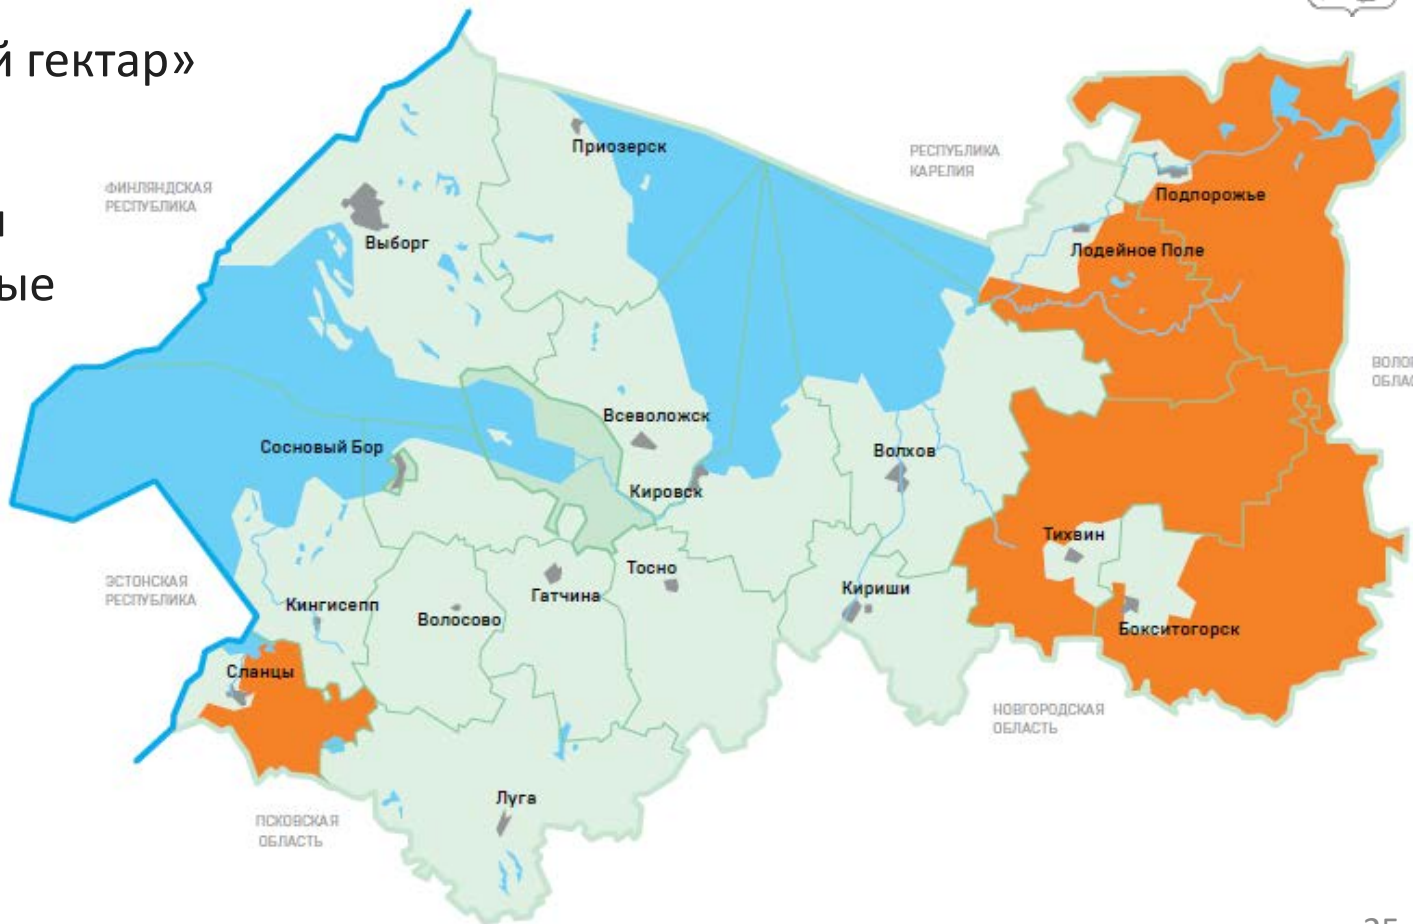 й гектар»
ые
ФИНЛЯНДСКАЯ
РЕСПУБЛИКА
Приозерск
РЕСПУБЛИКА
КАРЕЛИЯ
Подпорожье
Выборг
Лодейное Поле
Всеволожск
Сосновый Бор
Волхов
Кировск
Тихвин
ЭСТОНСКАЯ
РЕСПУБЛИКА
Тосно
Гатчина
Кириши
Кингисепп
Волосово
Бокситогорск
Сланцы
НОВГОРОДСКАЯ
ОБЛАСТЬ
Луга
ПСКОВСКАЯ
ОБЛАСТЬ